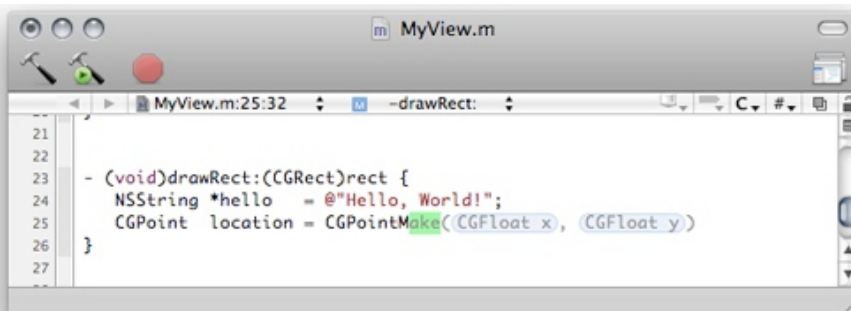 MyView.m
MyView.m:25:32 -drawRect: C #
}
21
22
23 - (void)drawRect:(CGRect)rect {
24 NSString *hello = @"Hello, World!";
25 CGPoint location = CGPointMake(CGFloat x), (CGFloat y))
26 }
27